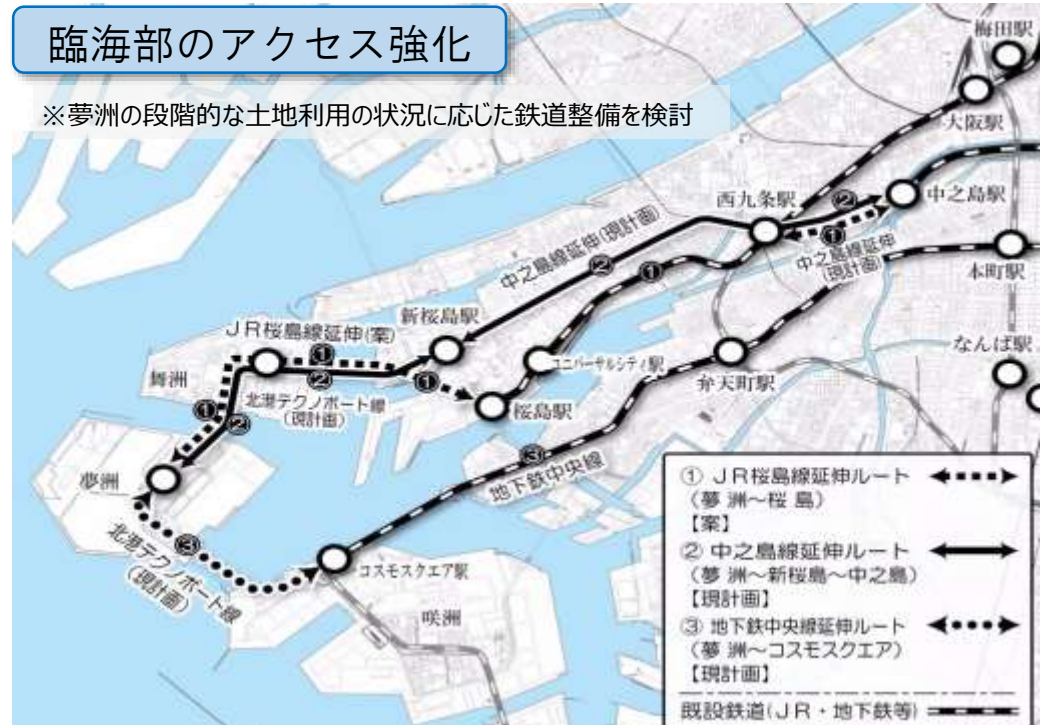 臨海部のアクセス強化
※夢洲の段階的な土地利用の状況に応じた鉄道整備を検討
梅田駅
大阪駅
西九条駅
②
中之島駅
①
中之島線延伸
(現計画)
中之島線延伸(現計画)
②
①
本町駅
新桜島駅
JR桜島線延伸(案)
ユニバーサルシティ駅
なんば駅
弁天町駅
舞洲
①
②
①
桜島駅
北港テクノポート線
(現計画)
①
②
③
地下鉄中央線
夢洲
③
北港テクノポート線
(現計画)
コスモスクエア駅
咲洲
① JR桜島線延伸ルート
(夢 洲~桜 島)
【案】
② 中之島線延伸ルート
(夢 洲~新桜島~中之島)
【現計画】
③ 地下鉄中央線延伸ルート
(夢 洲~コスモスクエア)
【現計画】
既設鉄道(JR・地下鉄等)